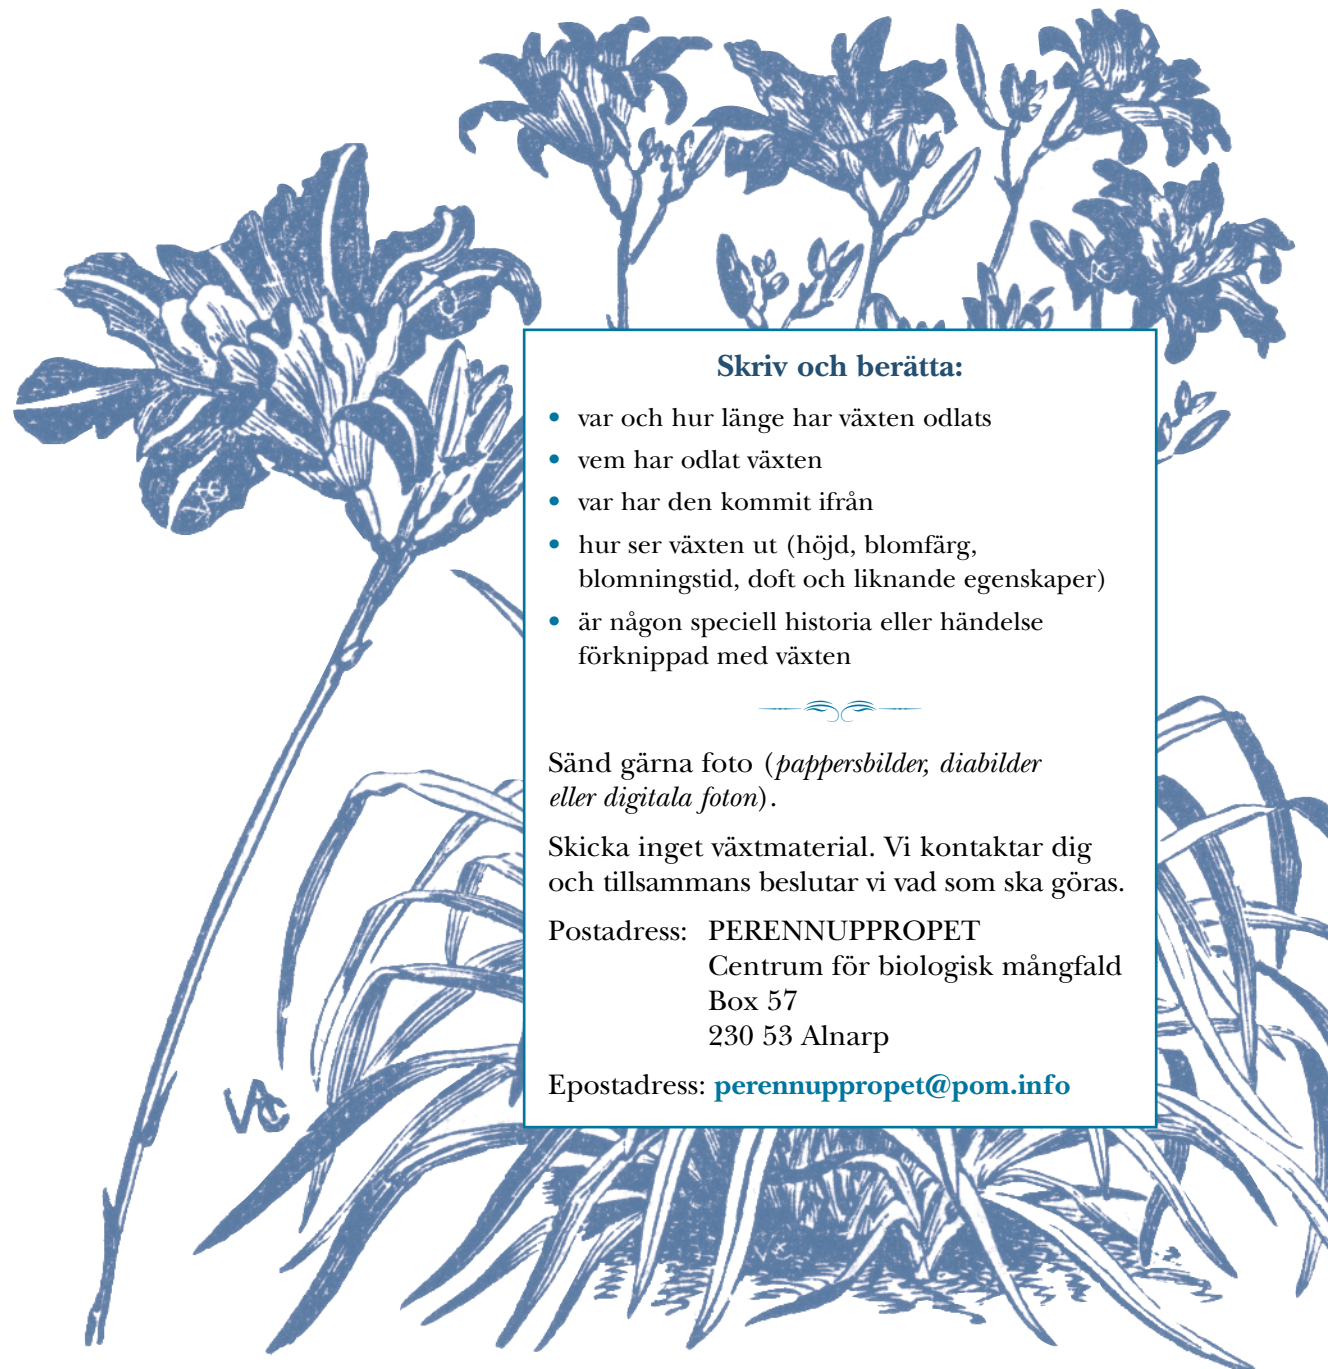 Skriv och berätta:
• var och hur länge har växten odlats
• vem har odlat växten
• var har den kommit ifrån
• hur ser växten ut (höjd, blomfärg,
blomningstid, doft och liknande egenskaper)
• är någon speciell historia eller händelse
förknippad med växten
Sänd gärna foto (pappersbilder, diabilder
eller digitala foton).
Skicka inget växtmaterial. Vi kontaktar dig
och tillsammans beslutar vi vad som ska göras.
Postadress: PERENNUPPROPET
Centrum för biologisk mångfald
Box 57
230 53 Alnarp
Epostadress: perennuppropet@pom.info